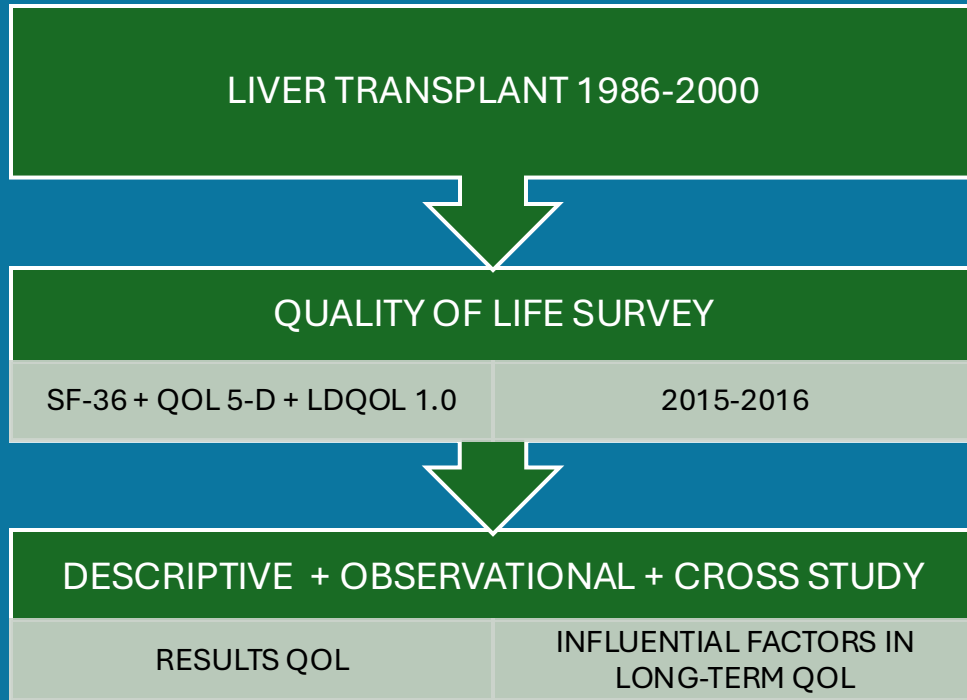 LIVER TRANSPLANT 1986-2000
QUALITY OF LIFE SURVEY
SF-36 + QOL 5-D + LDQOL 1.0
2015-2016
DESCRIPTIVE + OBSERVATIONAL + CROSS STUDY
RESULTS QOL
INFLUENTIAL FACTORS IN
LONG-TERM QOL